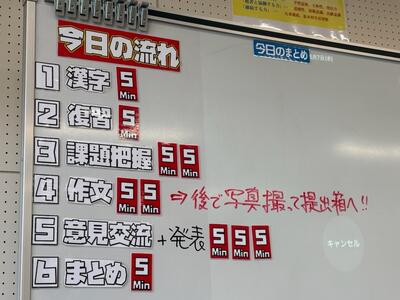 今日の流れ
今日のまとめ
1 漢字 5 Min
2 復習 5 Min
3 課題把握 5 Min 5 Min
4 作文 5 Min 5 Min ⇒ 後で写真撮って提出箱へ!!
5 意見交流 + 発表 5 Min 5 Min 5 Min
6 まとめ 5 Min
キャンセル